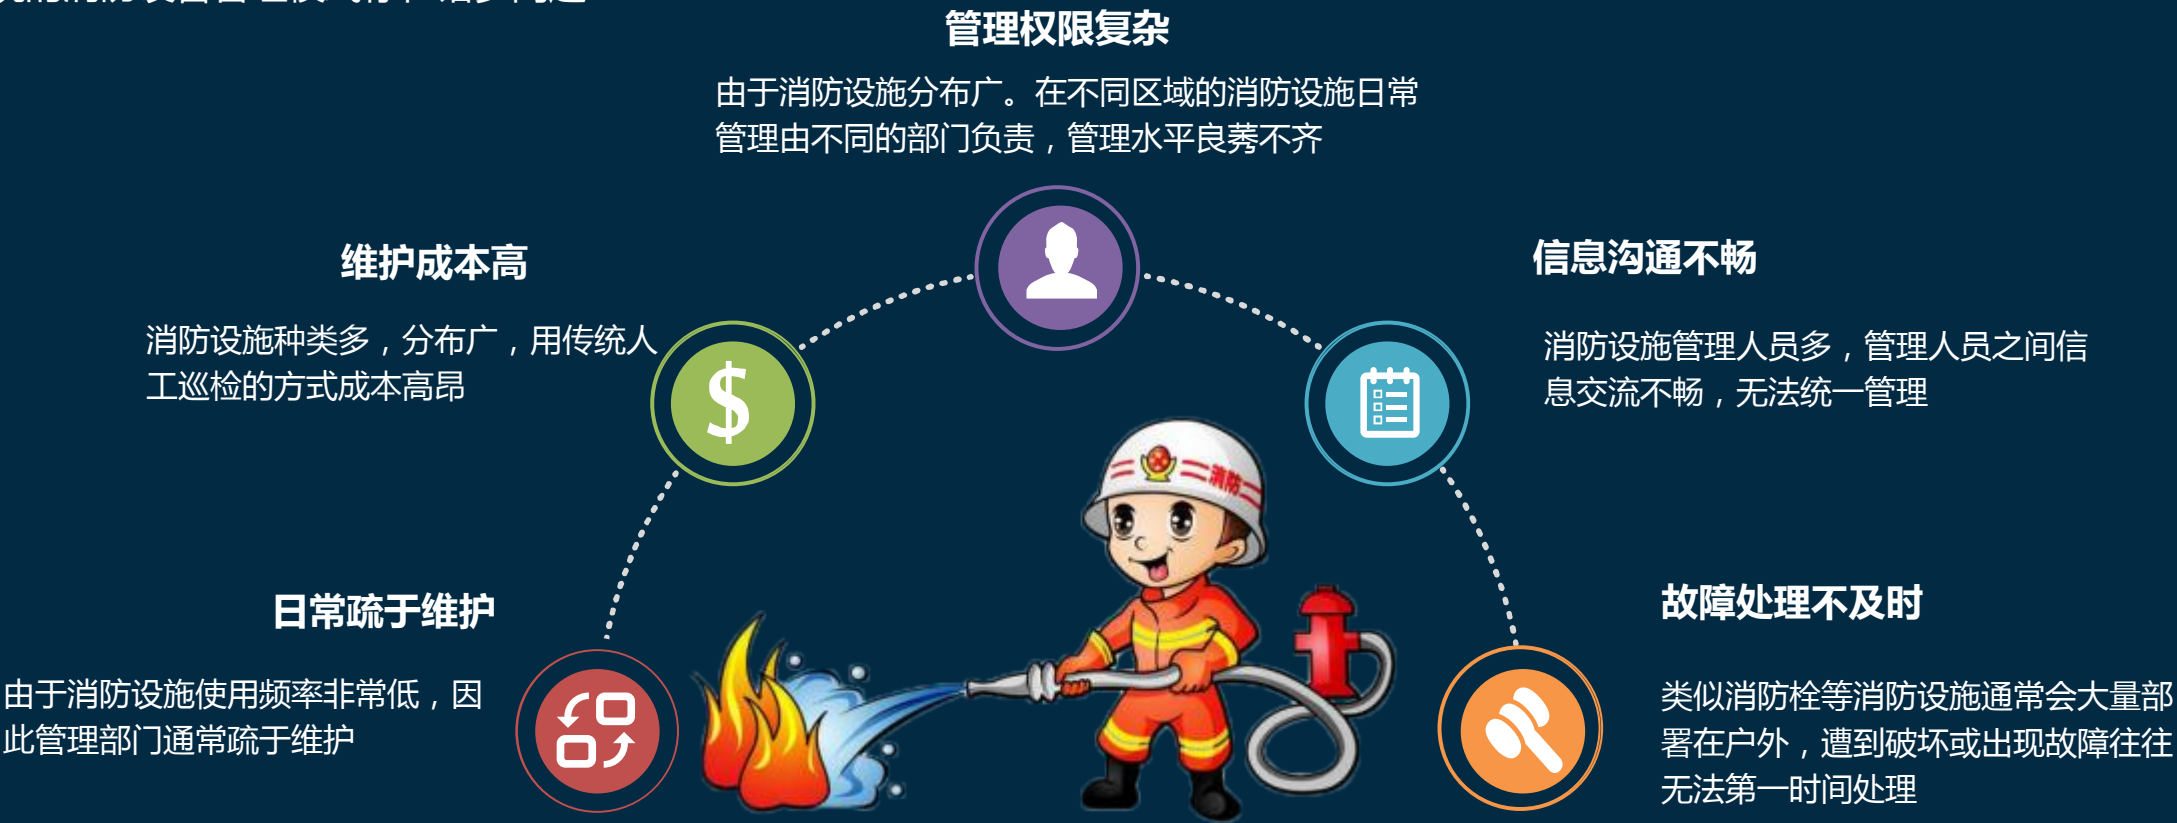 管理权限复杂
由于消防设施分布广。在不同区域的消防设施日常
管理由不同的部门负责，管理水平良莠不齐
维护成本高
消防设施种类多，分布广，用传统人
工巡检的方式成本高昂
信息沟通不畅
消防设施管理人员多，管理人员之间信
息交流不畅，无法统一管理
消防
日常疏于维护
由于消防设施使用频率非常低，因
此管理部门通常疏于维护
故障处理不及时
类似消防栓等消防设施通常会大量部
署在户外，遭到破坏或出现故障往往
无法第一时间处理